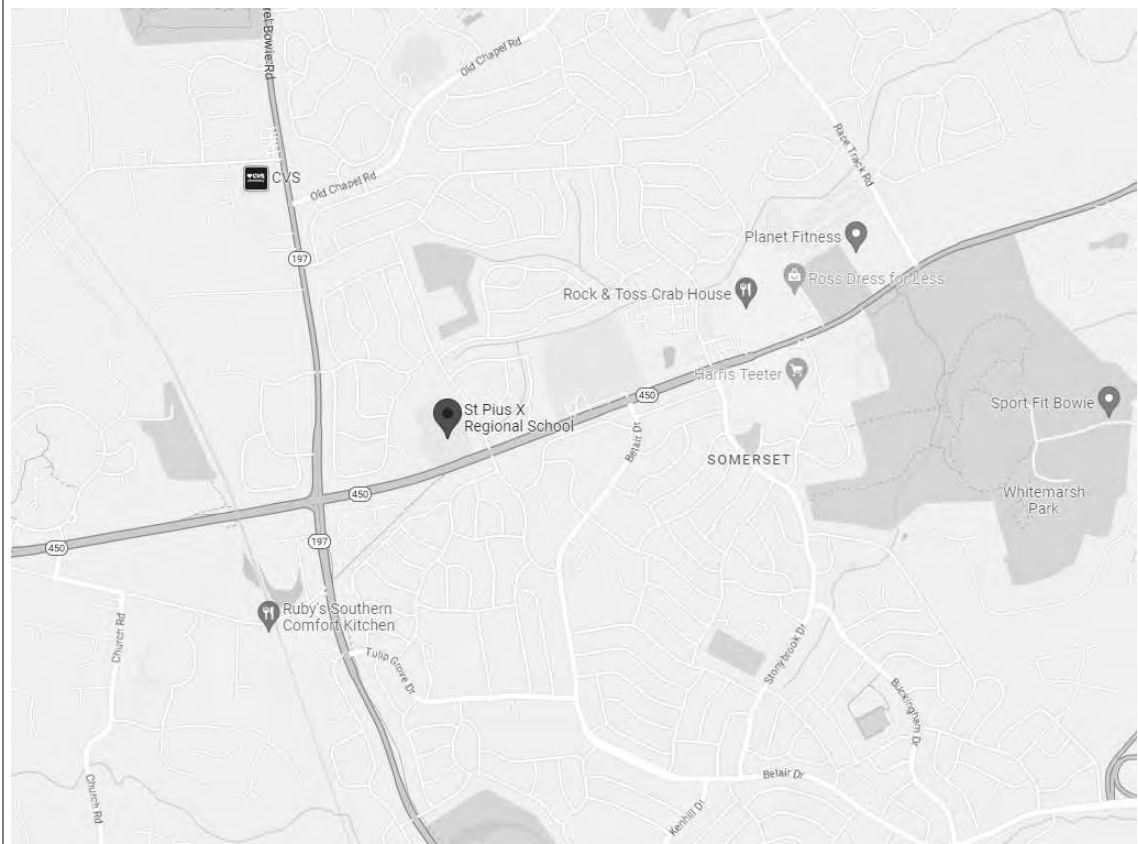 rel Bowie Rd
Old Chapel Rd
Race Track Rd
CVS
pharmacy
CVS
Old Chapel Rd
Planet Fitness
197
Ross Dress for Less
Rock & Toss Crab House
Harris Teeter
450
Sport Fit Bowie
St Pius X
Regional School
Belair Dr
SOMERSET
450
Whitemarsh
Park
197
450
Ruby's Southern
Comfort Kitchen
Church Rd
Tulip Grove Dr
Stonybrook Dr
Buckingham Dr
Church Rd
Belair Dr
Kenhill Dr